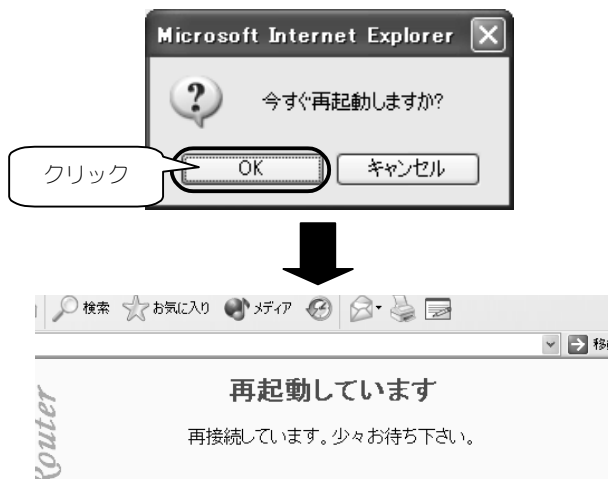 Microsoft Internet Explorer
今すぐ再起動しますか?
クリック
OK キャンセル
検索 お気に入り メディア
再起動しています
再接続しています。少々お待ち下さい。
Router